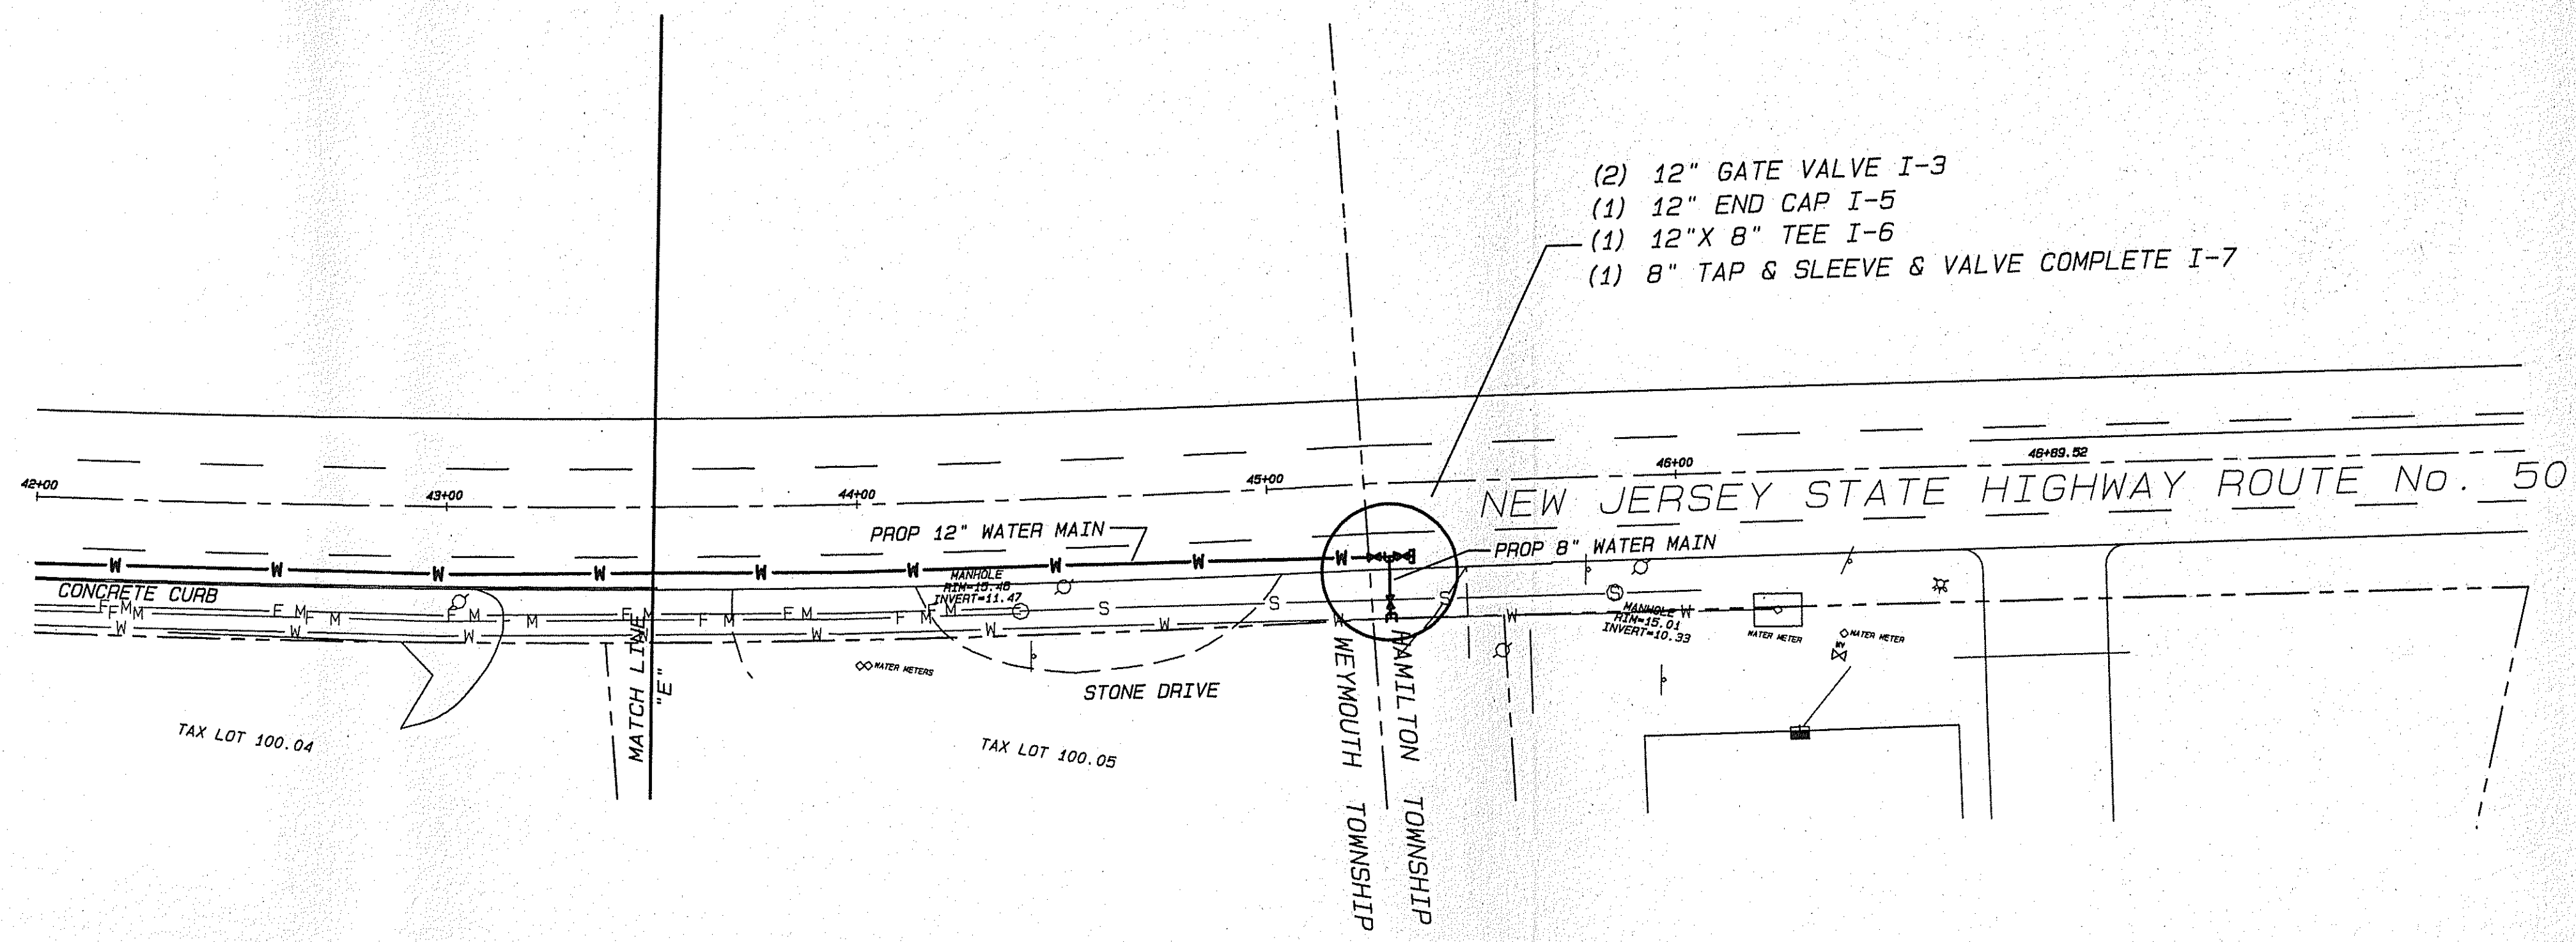 (2) 12" GATE VALVE I-3
(1) 12" END CAP I-5
(1) 12"X 8" TEE I-6
(1) 8" TAP & SLEEVE & VALVE COMPLETE I-7
42+00
43+00
44+00
45+00
46+00
46+89.52
NEW JERSEY STATE HIGHWAY ROUTE No. 50
PROP 12" WATER MAIN
PROP 8" WATER MAIN
W W W W W W W W W
CONCRETE CURB
MANHOLE
RIM=15.46
INVERT=11.47
F M F M F M F M F M F M F M F M F M F M
S S S S
W W W W W W W W W W
MANHOLE
RIM=15.01
INVERT=10.33
WATER METER
WATER METER
WV
WATER METERS
STONE DRIVE
MATCH LINE
"E"
TAX LOT 100.04
TAX LOT 100.05
WEYMOUTH TOWNSHIP
HAMILTON TOWNSHIP